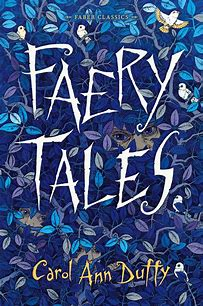 FABER CLASSICS
FAERY
TALES
Carol Ann Duffy